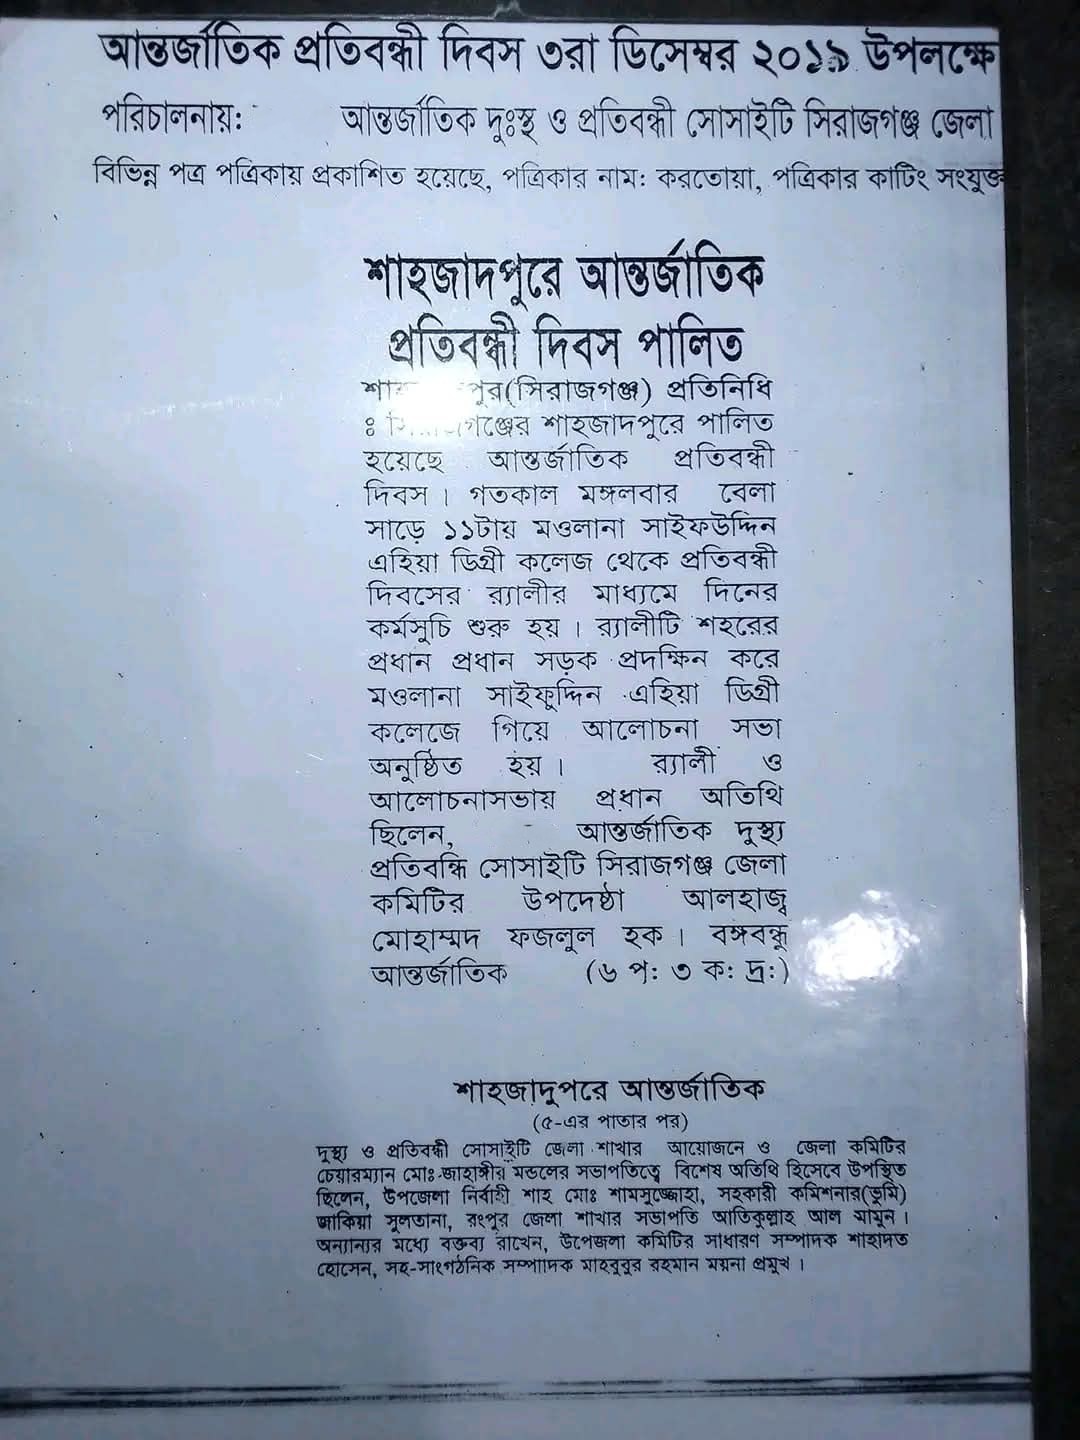 আন্তর্জাতিক প্রতিবন্ধী দিবস ৩রা ডিসেম্বর ২০১৯ উপলক্ষে
পরিচালনায়: আন্তর্জাতিক দুঃস্থ ও প্রতিবন্ধী সোসাইটি সিরাজগঞ্জ জেলা
বিভিন্ন পত্র পত্রিকায় প্রকাশিত হয়েছে, পত্রিকার নাম: করতোয়া, পত্রিকার কাটিং সংযুক্ত
শাহজাদপুরে আন্তর্জাতিক
প্রতিবন্ধী দিবস পালিত
(সিরাজগঞ্জ) প্রতিনিধি
ঃ শাহজাদপুরে পালিত
হয়েছে আন্তর্জাতিক প্রতিবন্ধী
দিবস। গতকাল মঙ্গলবার বেলা
সাড়ে ১১টায় মওলানা সাইফউদ্দিন
এহিয়া ডিগ্রী কলেজ থেকে প্রতিবন্ধী
দিবসের র‍্যালীর মাধ্যমে দিনের
কর্মসুচি শুরু হয়। র‍্যালীটি শহরের
প্রধান প্রধান সড়ক প্রদক্ষিন করে
মওলানা সাইফুদ্দিন এহিয়া ডিগ্রী
কলেজে গিয়ে আলোচনা সভা
অনুষ্ঠিত হয়। র‍্যালী ও
আলোচনাসভায় প্রধান অতিথি
ছিলেন, আন্তর্জাতিক দুস্থ্য
প্রতিবন্ধি সোসাইটি সিরাজগঞ্জ জেলা
কমিটির উপদেষ্ঠা আলহাজ্ব
মোহাম্মদ ফজলুল হক। বঙ্গবন্ধু
আন্তর্জাতিক (৬ পৃ: ৩ ক: দ্র:)
শাহজাদুপরে আন্তর্জাতিক
(৫-এর পাতার পর)
দুস্থ্য ও প্রতিবন্ধী সোসাইটি জেলা শাখার আয়োজনে ও জেলা কমিটির
চেয়ারম্যান মোঃ জাহাঙ্গীর মন্ডলের সভাপতিত্বে বিশেষ অতিথি হিসেবে উপস্থিত
ছিলেন, উপজেলা নির্বাহী শাহ মোঃ শামসুজ্জোহা, সহকারী কমিশনার(ভুমি)
জাকিয়া সুলতানা, রংপুর জেলা শাখার সভাপতি আতিকুল্লাহ আল মামুন।
অন্যান্যর মধ্যে বক্তব্য রাখেন, উপেজলা কমিটির সাধারণ সম্পাদক শাহাদত
হোসেন, সহ-সাংগঠনিক সম্পাাদক মাহবুবুর রহমান ময়না প্রমুখ।